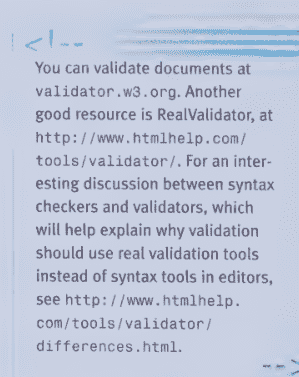 <!--
You can validate documents at
validator.w3.org. Another
good resource is RealValidator, at
http://www.htmlhelp.com/
tools/validator/. For an inter-
esting discussion between syntax
checkers and validators, which
will help explain why validation
should use real validation tools
instead of syntax tools in editors,
see http://www.htmlhelp.
com/tools/validator/
differences.html.
-->